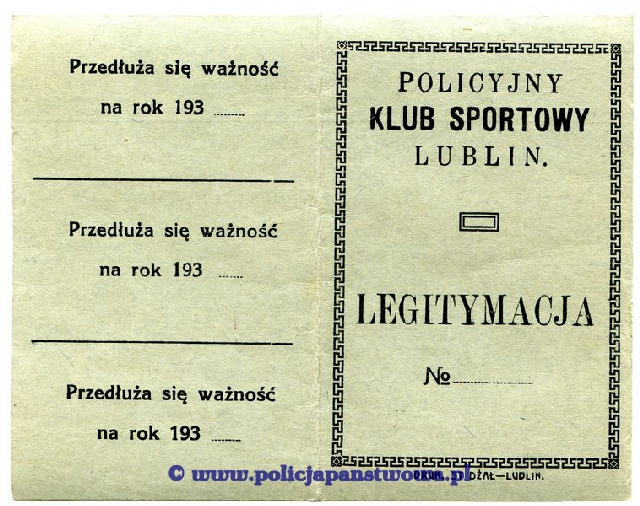 Przedłuża się ważność
na rok 193 ......
Przedłuża się ważność
na rok 193 ......
Przedłuża się ważność
na rok 193 ......
POLICYJNY
KLUB SPORTOWY
LUBLIN.
LEGITYMACJA
No ..................
© www.policjapanstwowa.pl
LUBLIN.